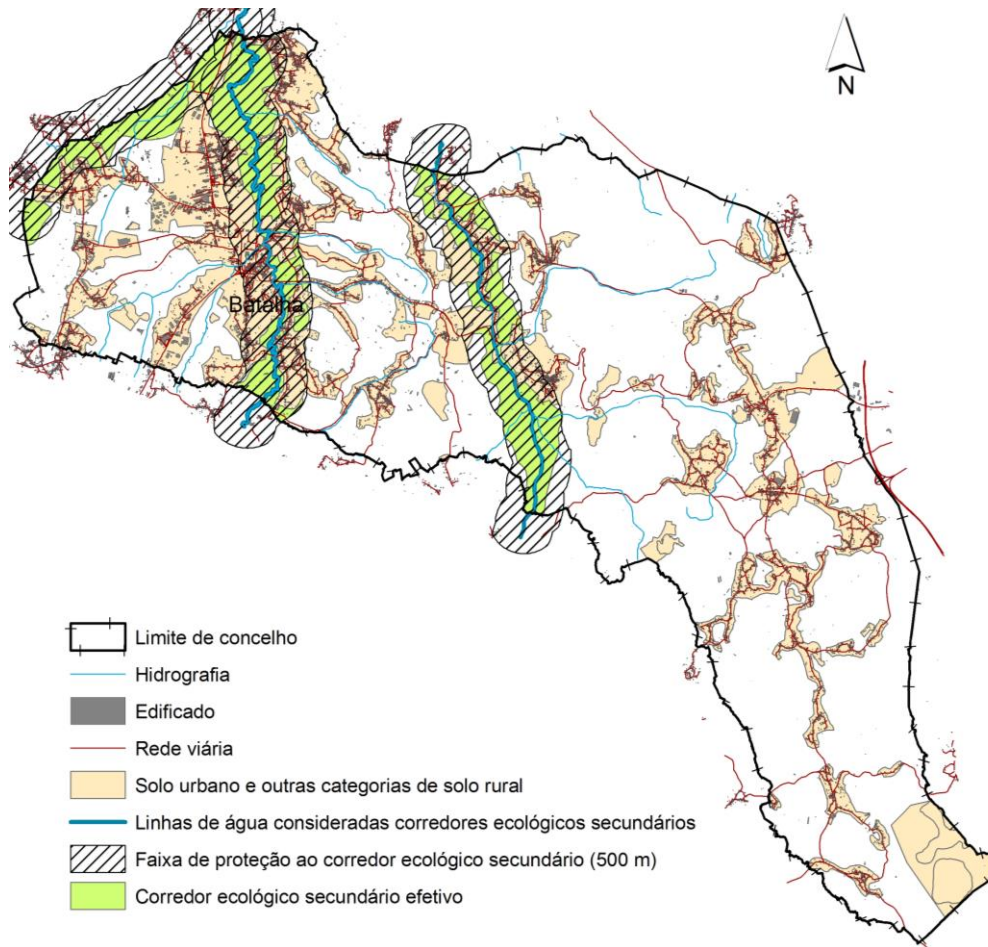 N
Batalha
Limite de concelho
Hidrografia
Edificado
Rede viária
Solo urbano e outras categorias de solo rural
Linhas de água consideradas corredores ecológicos secundários
Faixa de proteção ao corredor ecológico secundário (500 m)
Corredor ecológico secundário efetivo